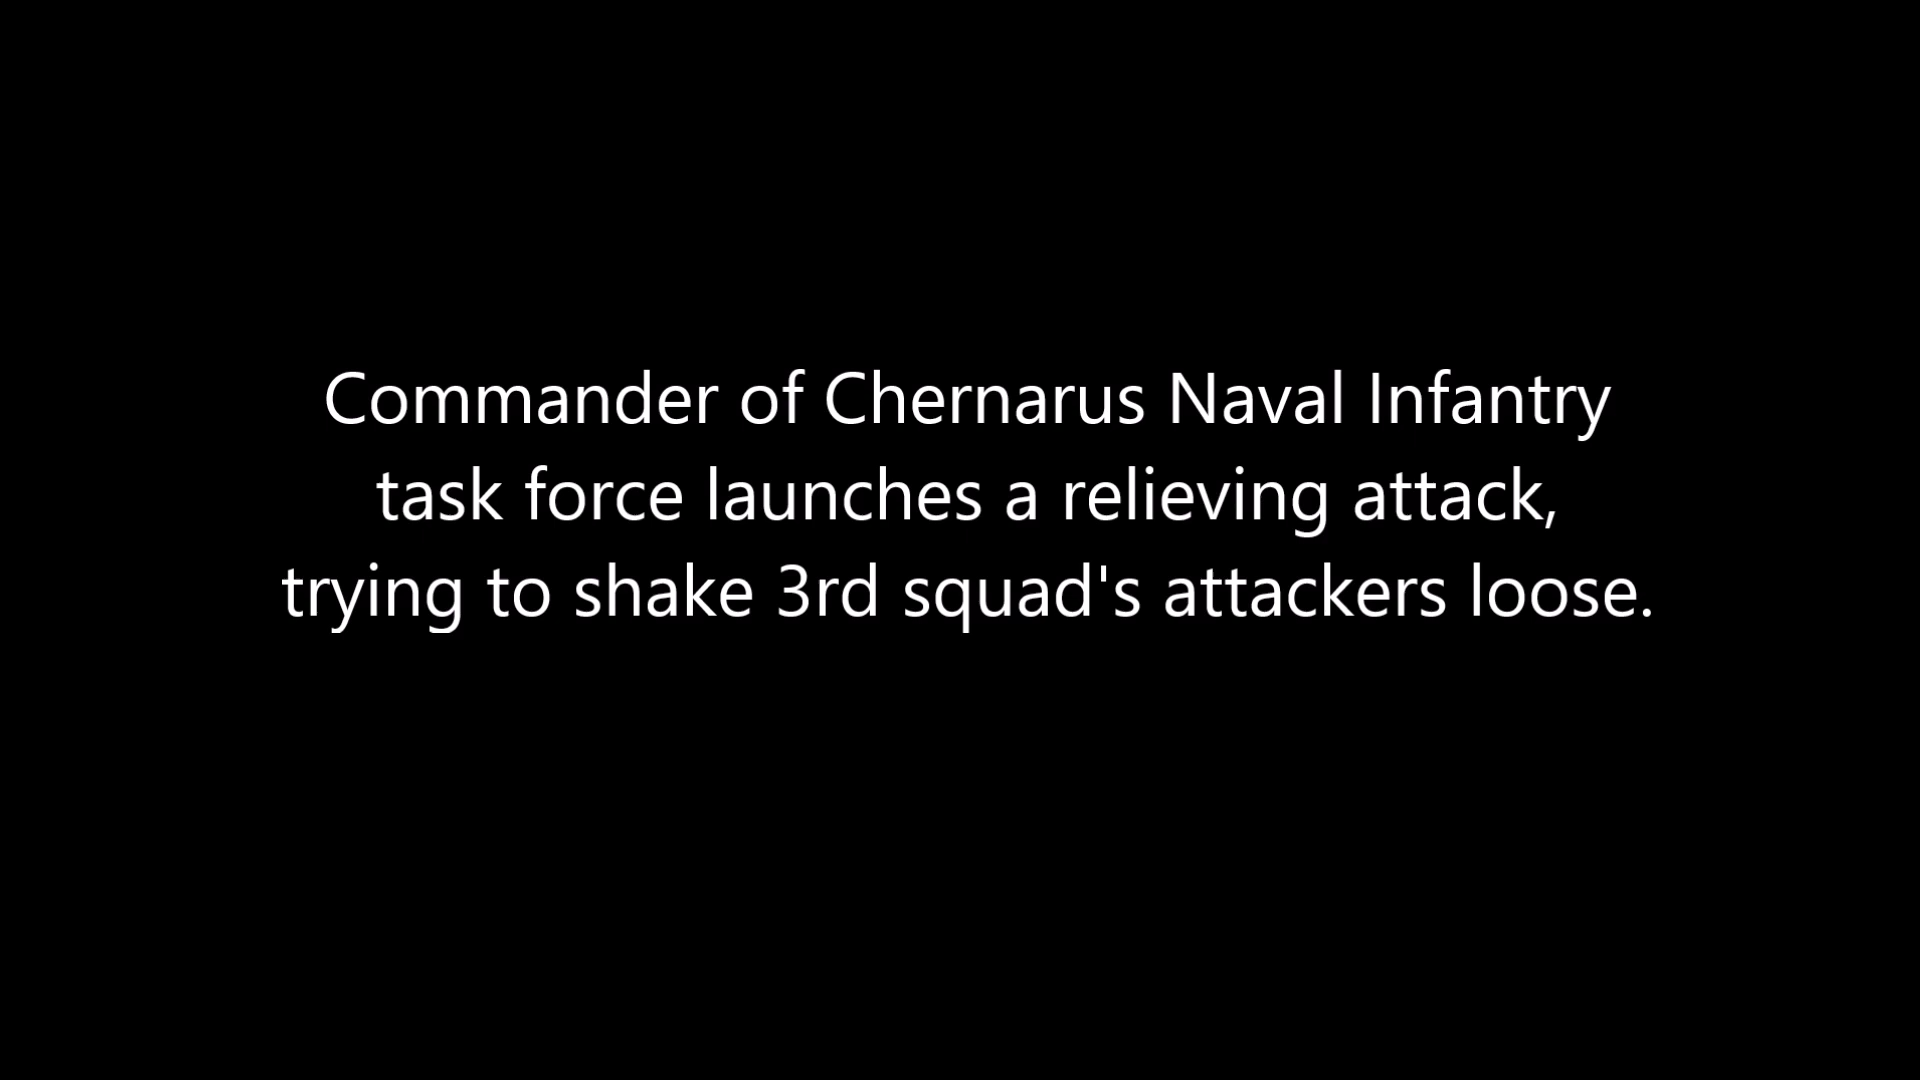 Commander of Chernarus Naval Infantry
task force launches a relieving attack,
trying to shake 3rd squad's attackers loose.